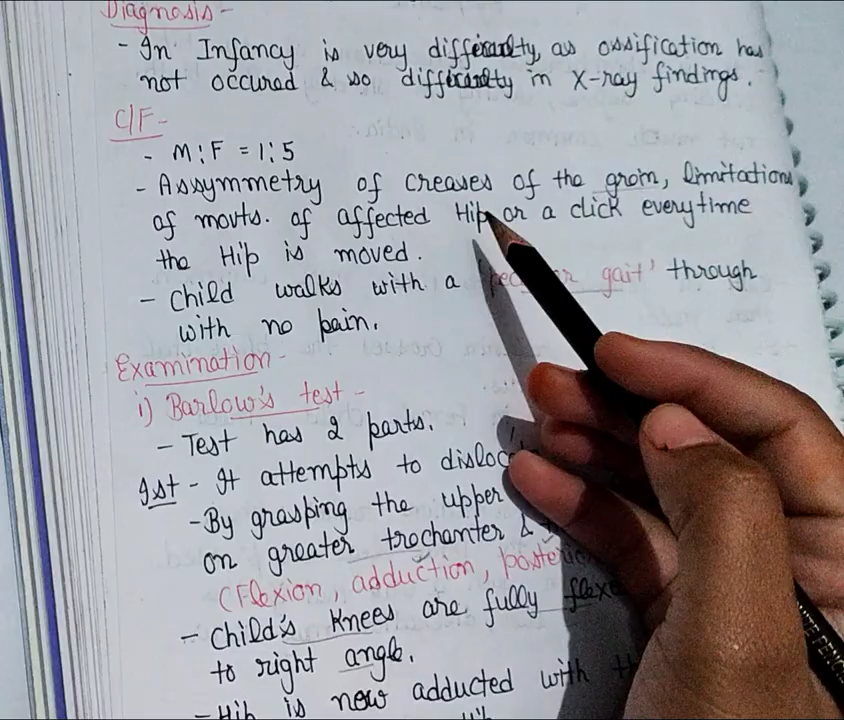 Diagnosis -
- In Infancy is very difficulty, as ossification has
not occured & so difficulty in X-ray findings.
C/F -
- M:F = 1:5
- Assymmetry of creases of the groin, limitations
of movts. of affected Hip or a click everytime
the Hip is moved.
- Child walks with a gait' through
with no pain.
Examination -
i) Barlow's test -
- Test has 2 parts.
Ist - It attempts to
- By grasping the upper
on greater trochanter &
(Flexion, adduction,
- Child's Knees are fully
to right angle.
- Hip is now adducted with